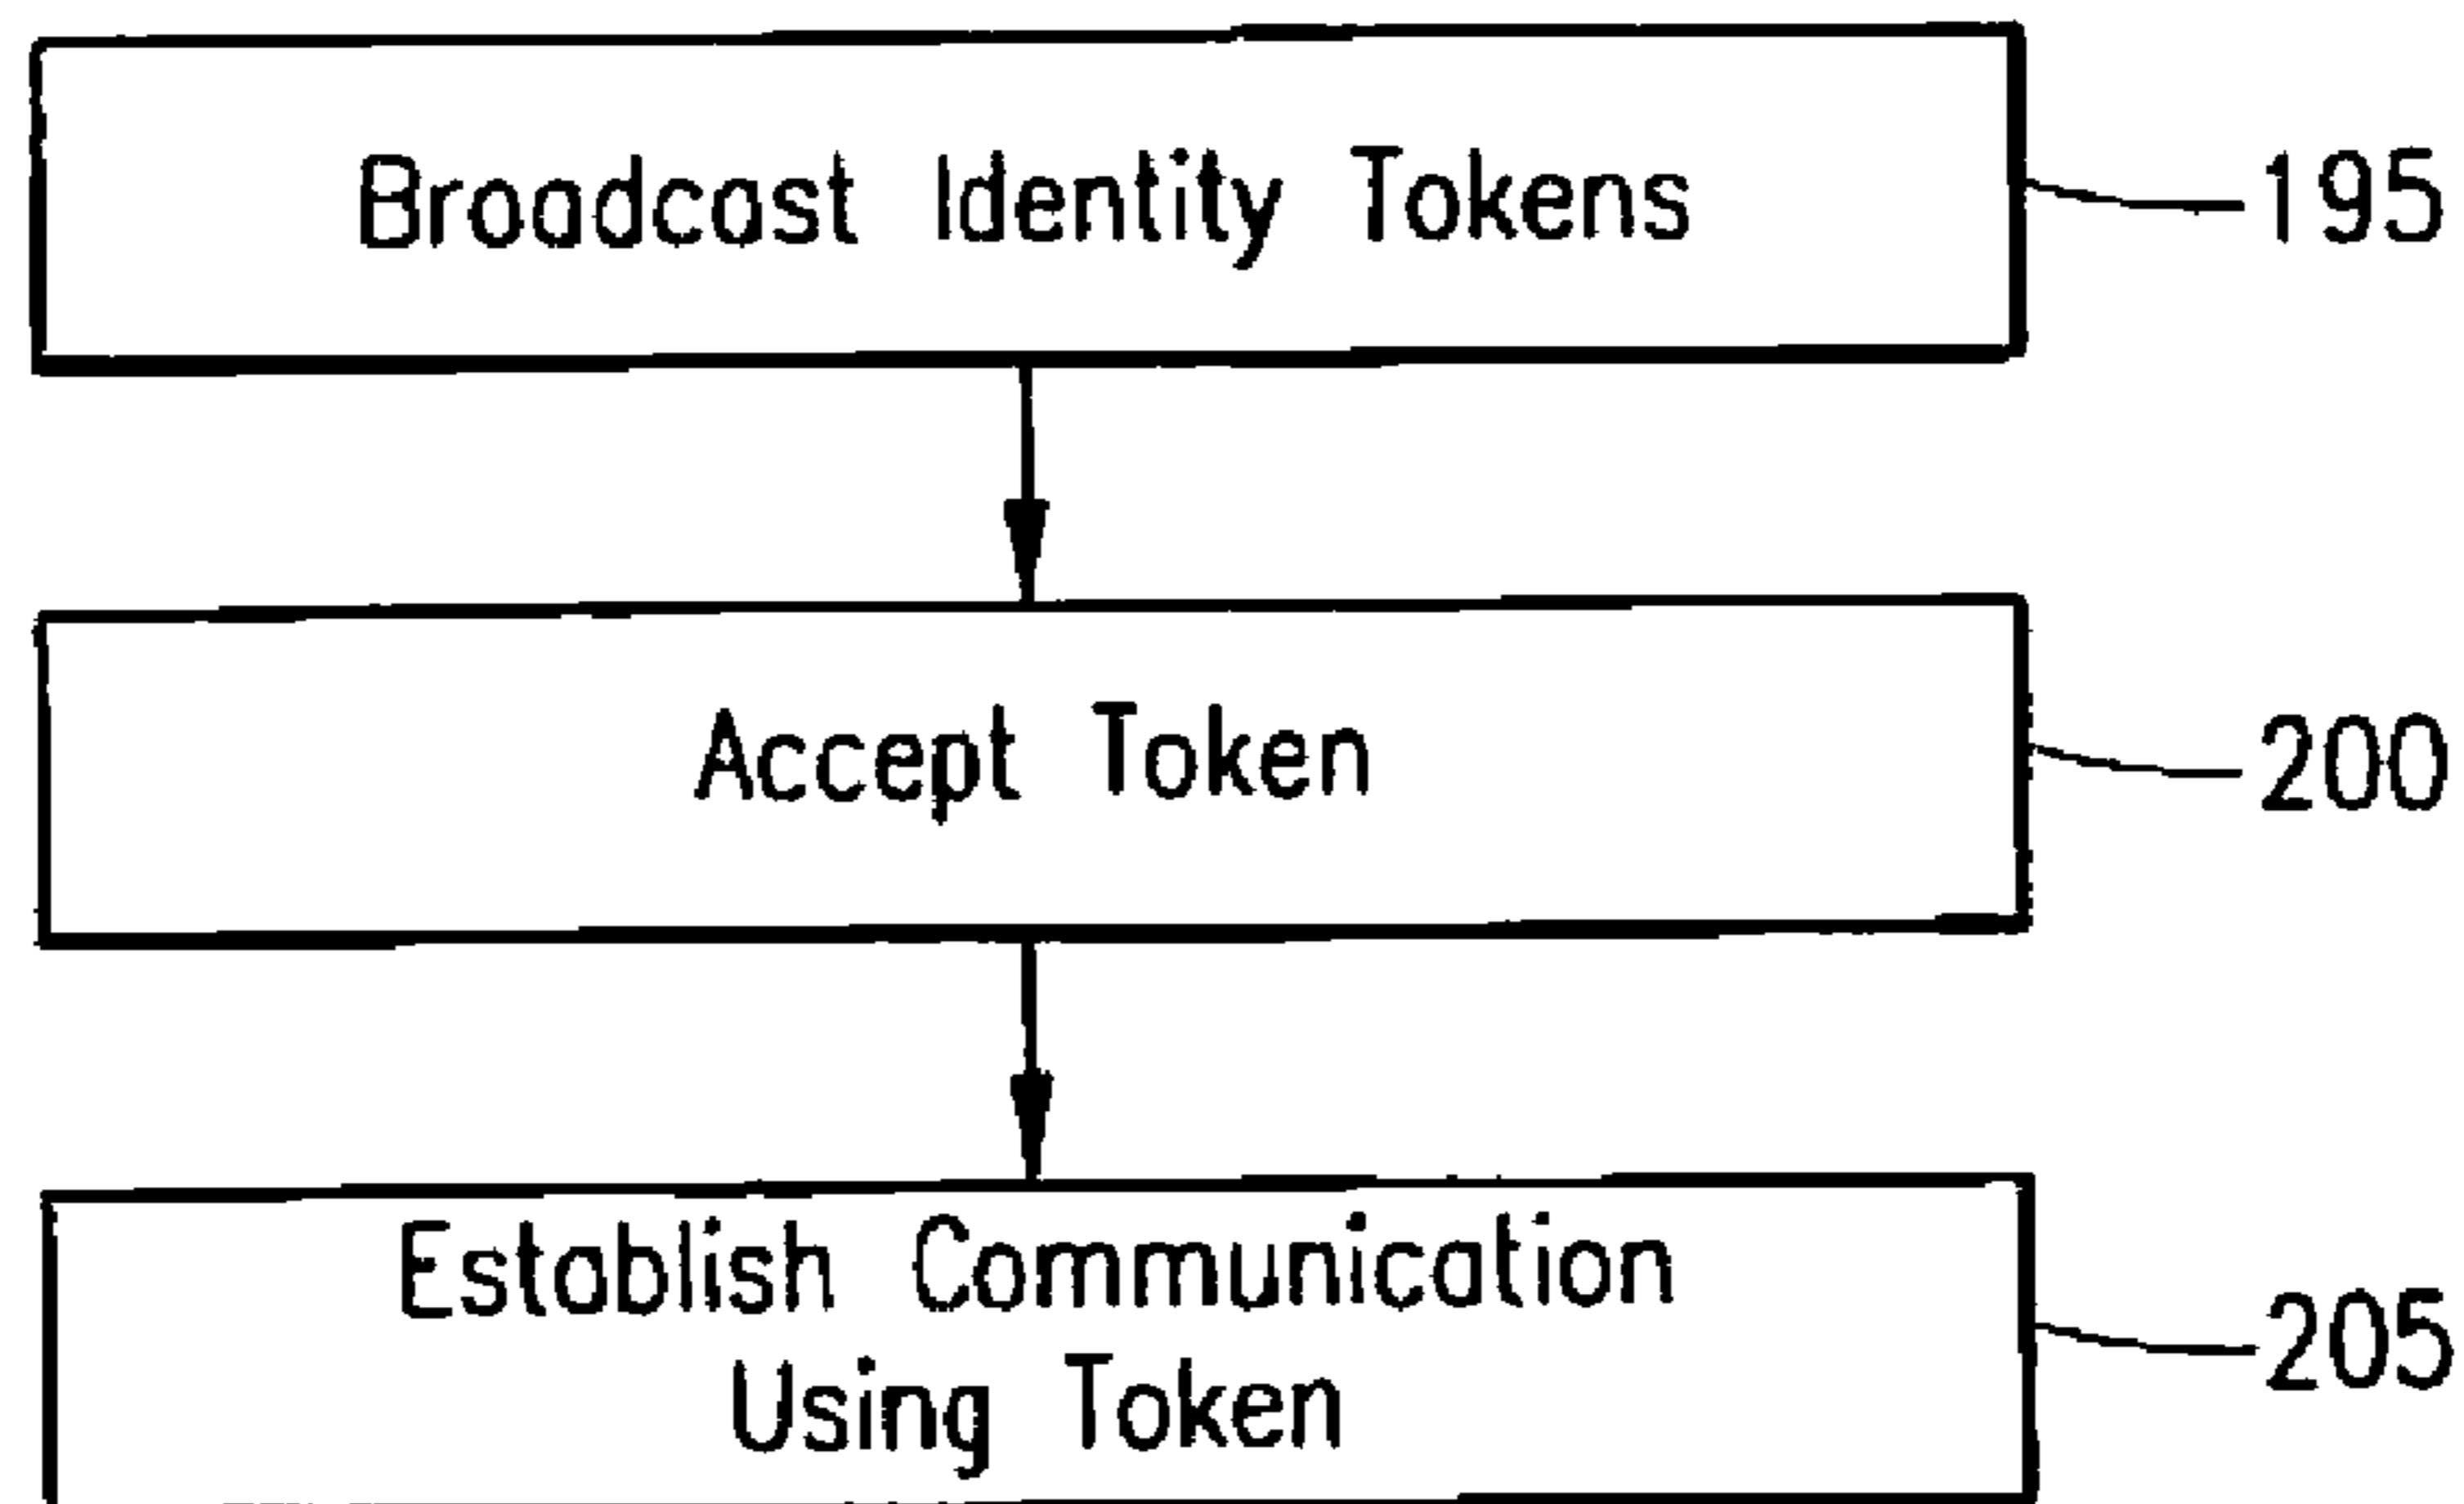 Broadcast Identity Tokens
195
Accept Token
200
Establish Communication
Using Token
205